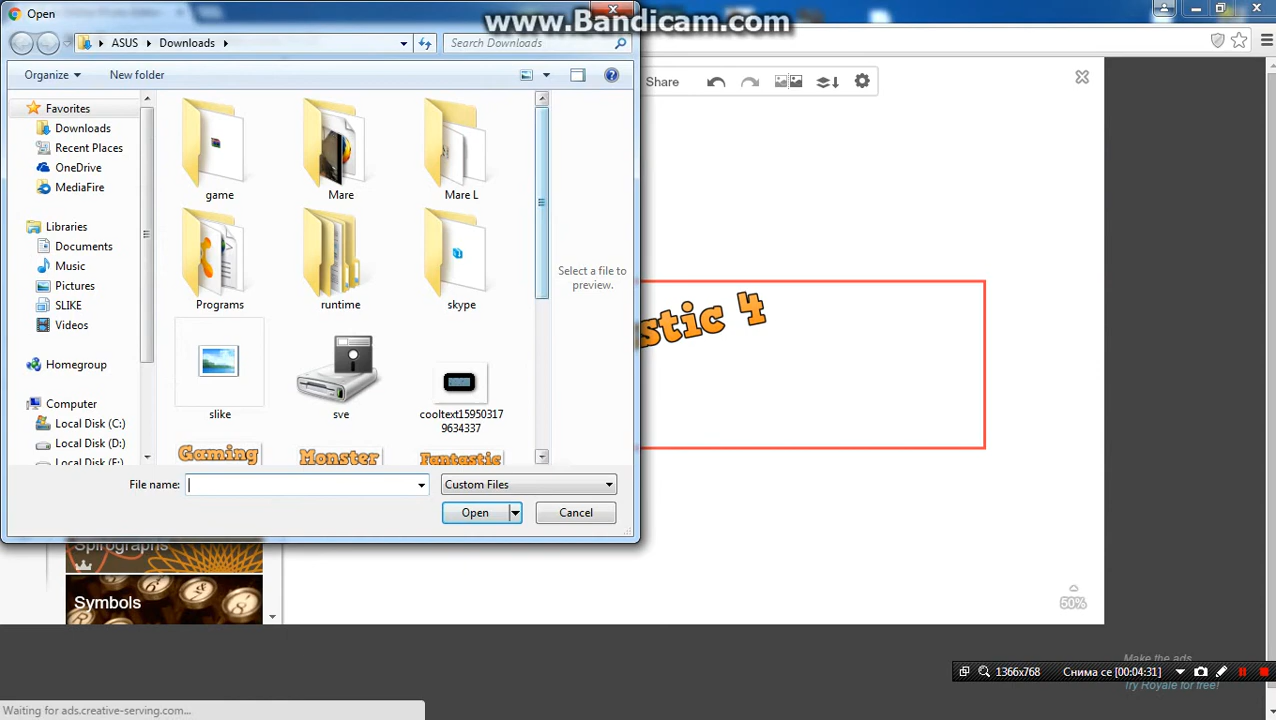 Open
www.Bandicam.com
ASUS
Downloads
Search Downloads
Organize
New folder
Share
Favorites
Downloads
Recent Places
OneDrive
MediaFire
Libraries
Documents
Music
Pictures
SLIKE
Videos
Homegroup
Computer
Local Disk (C:)
Local Disk (D:)
Local Disk (E:)
game
Mare
Mare L
Programs
runtime
skype
slike
sve
cooltext15950317
9634337
Gaming
Monster
Fantastic
Select a file to
preview.
stic 4
File name:
Custom Files
Open
Cancel
Spirographs
Symbols
50%
Make the ads
Try Royale for free!
1366x768
Снима се [00:04:31]
Waiting for ads.creative-serving.com...